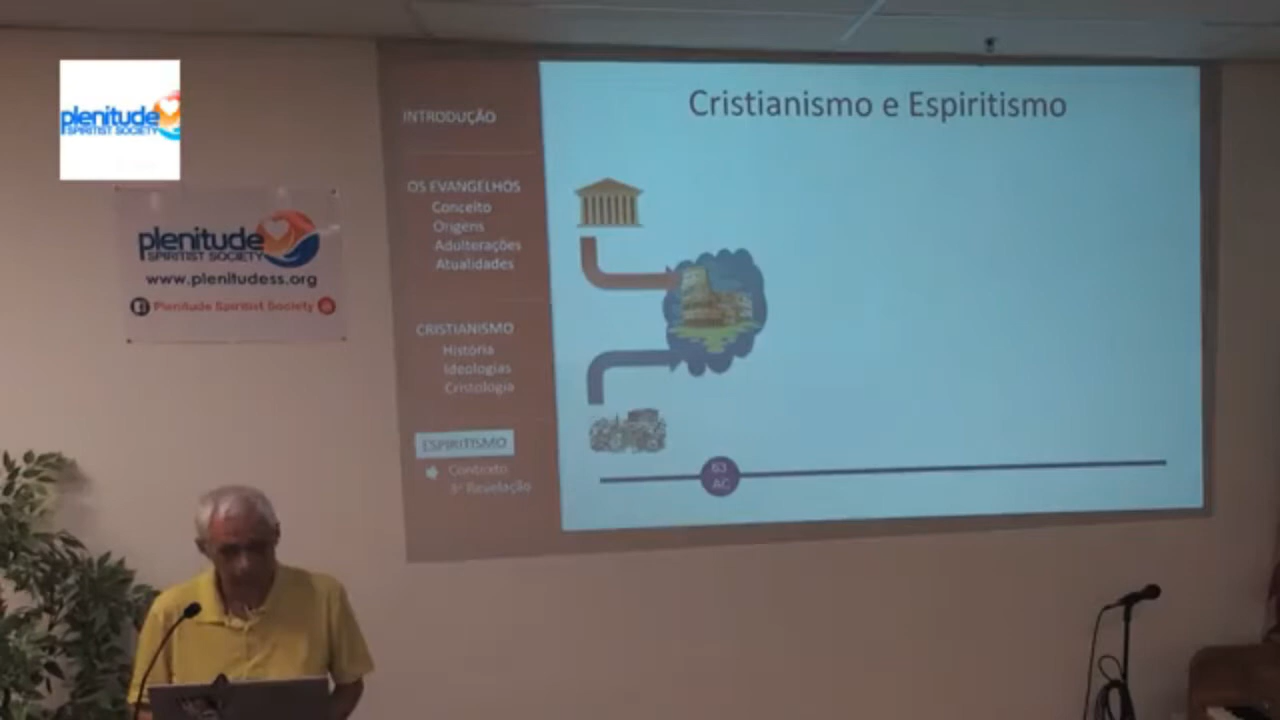 plenitude
SPIRITIST SOCIETY
plenitude
SPIRITIST SOCIETY
www.plenitudess.org
Plenitude Spiritist Society
INTRODUÇÃO
OS EVANGELHOS
Conceito
Origens
Adulterações
Atualidades
CRISTIANISMO
História
Ideologias
Cristologia
ESPIRITISMO
Contexto
3ª Revelação
Cristianismo e Espiritismo
63
AC